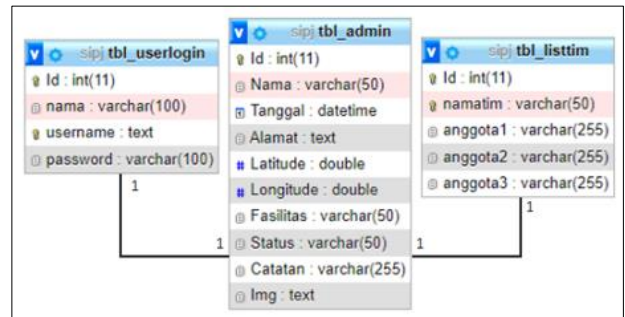 sipj tbl_userlogin
Id : int(11)
nama : varchar(100)
username : text
password : varchar(100)
1
1
sipj tbl_admin
Id : int(11)
Nama : varchar(50)
Tanggal : datetime
Alamat : text
Latitude : double
Longitude : double
Fasilitas : varchar(50)
Status : varchar(50)
Catatan : varchar(255)
Img : text
sipj tbl_listtim
Id : int(11)
namatim : varchar(50)
anggota1 : varchar(255)
anggota2 : varchar(255)
anggota3 : varchar(255)
1
1